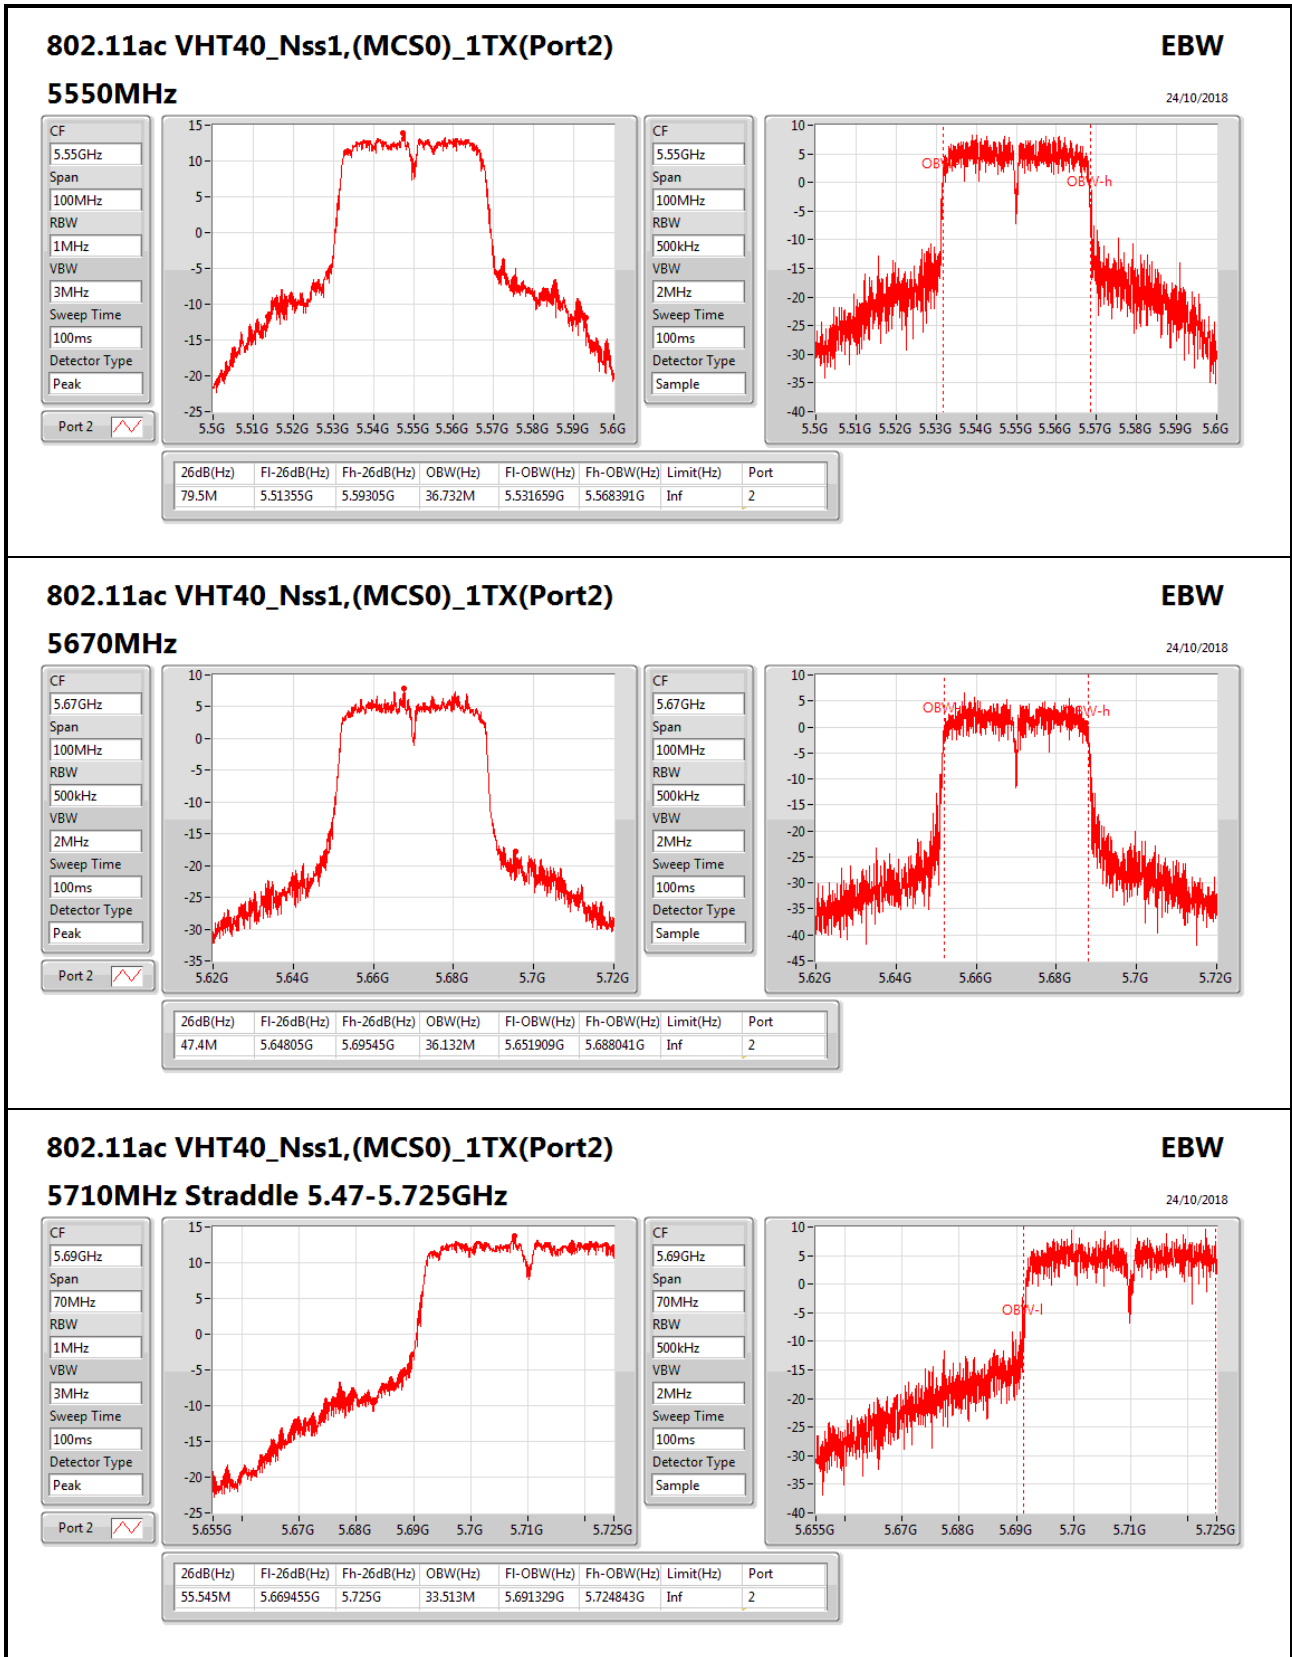 802.11ac VHT40_Nss1,(MCS0)_1TX(Port2) EBW
5550MHz 24/10/2018
CF
5.55GHz
Span
100MHz
RBW
1MHz
VBW
3MHz
Sweep Time
100ms
Detector Type
Peak
Port 2
15
10
5
0
-5
-10
-15
-20
-25
5.5G 5.51G 5.52G 5.53G 5.54G 5.55G 5.56G 5.57G 5.58G 5.59G 5.6G
CF
5.55GHz
Span
100MHz
RBW
500kHz
VBW
2MHz
Sweep Time
100ms
Detector Type
Sample
10
5
0
-5
-10
-15
-20
-25
-30
-35
-40
OBW-h
5.5G 5.51G 5.52G 5.53G 5.54G 5.55G 5.56G 5.57G 5.58G 5.59G 5.6G
26dB(Hz) Fl-26dB(Hz) Fh-26dB(Hz) OBW(Hz) Fl-OBW(Hz) Fh-OBW(Hz) Limit(Hz) Port
79.5M 5.51355G 5.59305G 36.732M 5.531659G 5.568391G Inf 2
802.11ac VHT40_Nss1,(MCS0)_1TX(Port2) EBW
5670MHz 24/10/2018
CF
5.67GHz
Span
100MHz
RBW
500kHz
VBW
2MHz
Sweep Time
100ms
Detector Type
Peak
Port 2
10
5
0
-5
-10
-15
-20
-25
-30
-35
5.62G 5.64G 5.66G 5.68G 5.7G 5.72G
CF
5.67GHz
Span
100MHz
RBW
500kHz
VBW
2MHz
Sweep Time
100ms
Detector Type
Sample
10
5
0
-5
-10
-15
-20
-25
-30
-35
-40
-45
5.62G 5.64G 5.66G 5.68G 5.7G 5.72G
26dB(Hz) Fl-26dB(Hz) Fh-26dB(Hz) OBW(Hz) Fl-OBW(Hz) Fh-OBW(Hz) Limit(Hz) Port
47.4M 5.64805G 5.69545G 36.132M 5.651909G 5.688041G Inf 2
802.11ac VHT40_Nss1,(MCS0)_1TX(Port2) EBW
5710MHz Straddle 5.47-5.725GHz 24/10/2018
CF
5.69GHz
Span
70MHz
RBW
1MHz
VBW
3MHz
Sweep Time
100ms
Detector Type
Peak
Port 2
15
10
5
0
-5
-10
-15
-20
-25
5.655G 5.67G 5.68G 5.69G 5.7G 5.71G 5.725G
CF
5.69GHz
Span
70MHz
RBW
500kHz
VBW
2MHz
Sweep Time
100ms
Detector Type
Sample
10
5
0
-5
-10
-15
-20
-25
-30
-35
-40
OBW-l
5.655G 5.67G 5.68G 5.69G 5.7G 5.71G 5.725G
26dB(Hz) Fl-26dB(Hz) Fh-26dB(Hz) OBW(Hz) Fl-OBW(Hz) Fh-OBW(Hz) Limit(Hz) Port
55.545M 5.669455G 5.725G 33.513M 5.691329G 5.724843G Inf 2